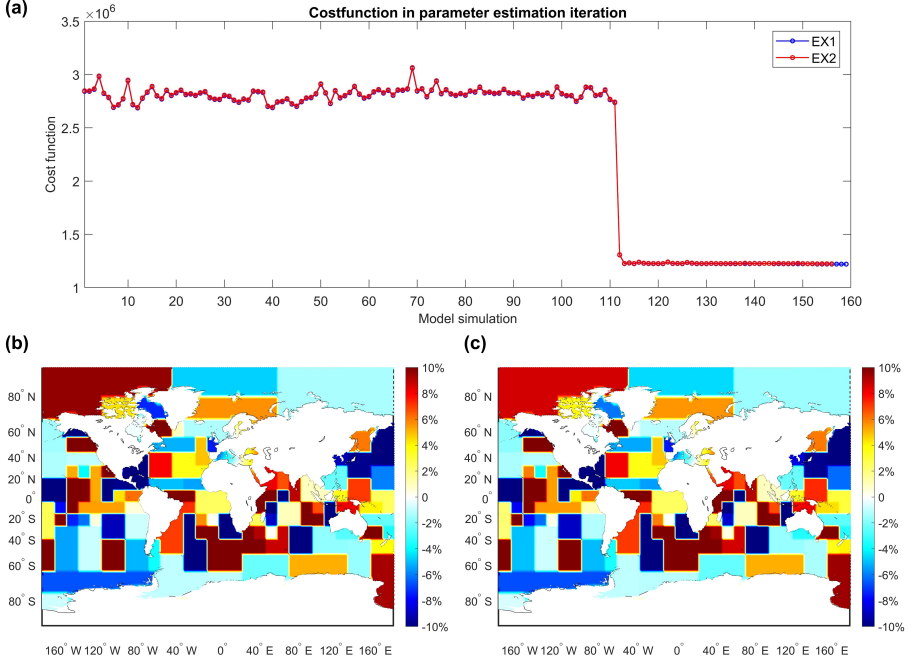 (a)
Costfunction in parameter estimation iteration
×10⁶
3.5
3
2.5
2
1.5
1
Cost function
EX1
EX2
10 20 30 40 50 60 70 80 90 100 110 120 130 140 150 160
Model simulation
(b)
80° N
60° N
40° N
20° N
0°
20° S
40° S
60° S
80° S
160° W 120° W 80° W 40° W 0° 40° E 80° E 120° E 160° E
10%
8%
6%
4%
2%
0
-2%
-4%
-6%
-8%
-10%
(c)
80° N
60° N
40° N
20° N
0°
20° S
40° S
60° S
80° S
160° W 120° W 80° W 40° W 0° 40° E 80° E 120° E 160° E
10%
8%
6%
4%
2%
0
-2%
-4%
-6%
-8%
-10%